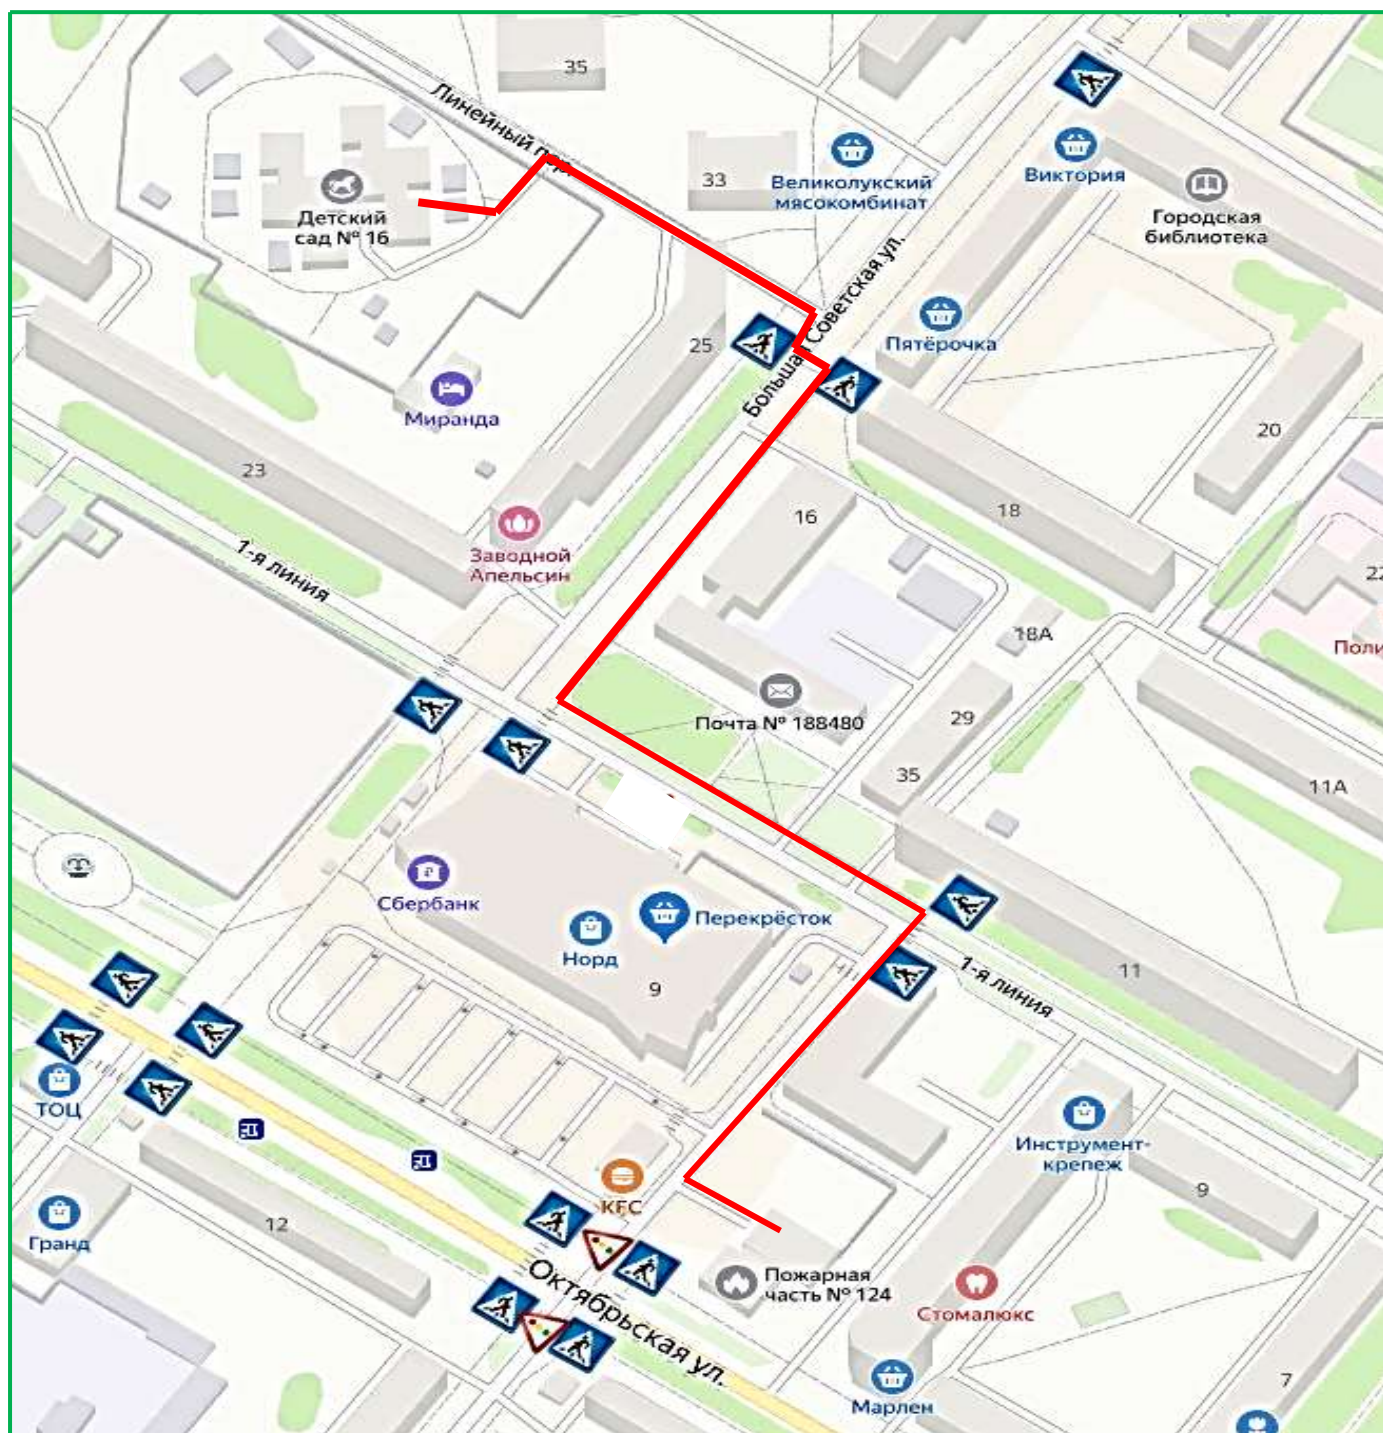 35
Линейный пер.
33
Великолукский
мясокомбинат
Виктория
Городская
библиотека
Детский
сад № 16
Большая Советская ул.
Пятёрочка
25
Миранда
20
23
18
16
Заводной
Апельсин
1-я линия
22
18А
Почта № 188480
29
35
11А
Сбербанк
Перекрёсток
Норд
9
1-я линия
11
ТОЦ
Инструмент-
крепеж
9
KFC
12
Гранд
Октябрьская ул.
Пожарная
часть № 124
Стомалюкс
Марлен
7